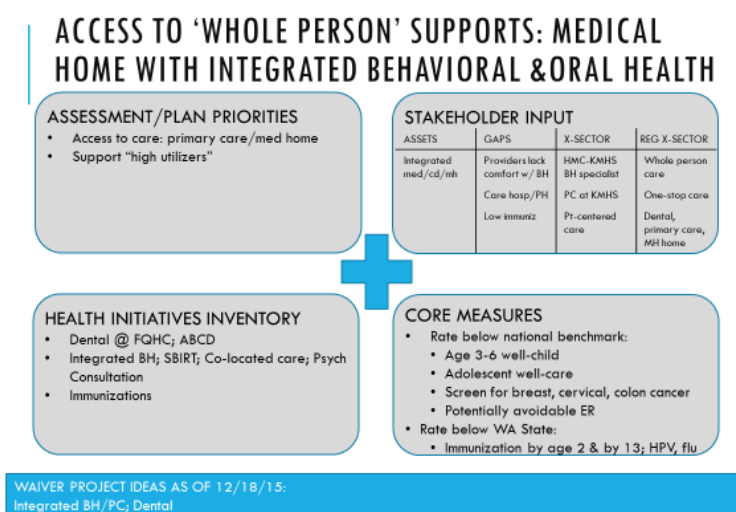 ACCESS TO ‘WHOLE PERSON’ SUPPORTS: MEDICAL
HOME WITH INTEGRATED BEHAVIORAL &ORAL HEALTH
ASSESSMENT/PLAN PRIORITIES
• Access to care: primary care/med home
• Support “high utilizers”
STAKEHOLDER INPUT
ASSETS GAPS X-SECTOR REG X-SECTOR
Integrated Providers lack HMC-KMHS Whole person
med/cd/mh comfort w/ BH BH specialist care
Care hosp/PH PC at KMHS One-stop care
Low immuniz Pt-centered Dental,
care primary care,
MH home
HEALTH INITIATIVES INVENTORY
• Dental @ FQHC; ABCD
• Integrated BH; SBIRT; Co-located care; Psych
Consultation
• Immunizations
CORE MEASURES
• Rate below national benchmark:
• Age 3-6 well-child
• Adolescent well-care
• Screen for breast, cervical, colon cancer
• Potentially avoidable ER
• Rate below WA State:
• Immunization by age 2 & by 13; HPV, flu
WAIVER PROJECT IDEAS AS OF 12/18/15:
Integrated BH/PC; Dental